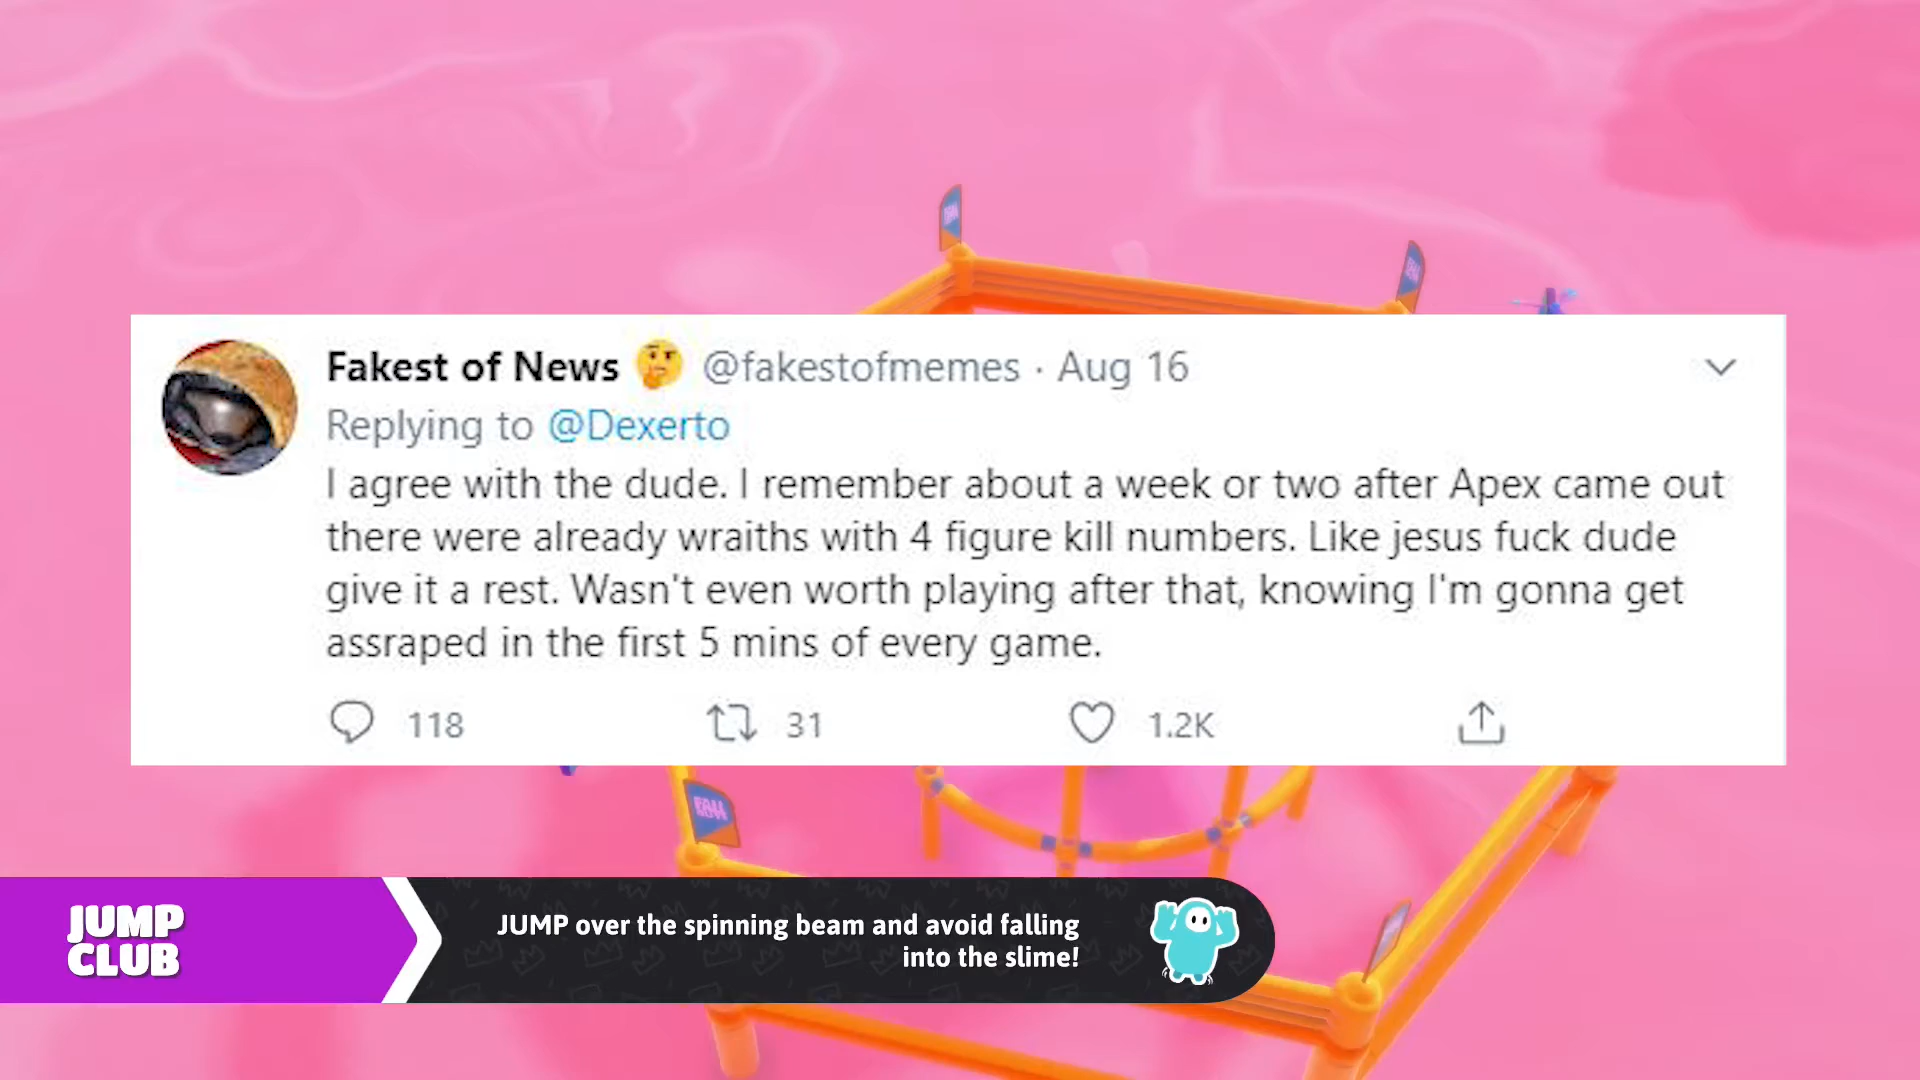 Fakest of News 🤔 @fakestofmemes · Aug 16
Replying to @Dexerto
I agree with the dude. I remember about a week or two after Apex came out
there were already wraiths with 4 figure kill numbers. Like jesus fuck dude
give it a rest. Wasn't even worth playing after that, knowing I'm gonna get
assraped in the first 5 mins of every game.
118 31 1.2K
FALL
JUMP
CLUB
JUMP over the spinning beam and avoid falling
into the slime!